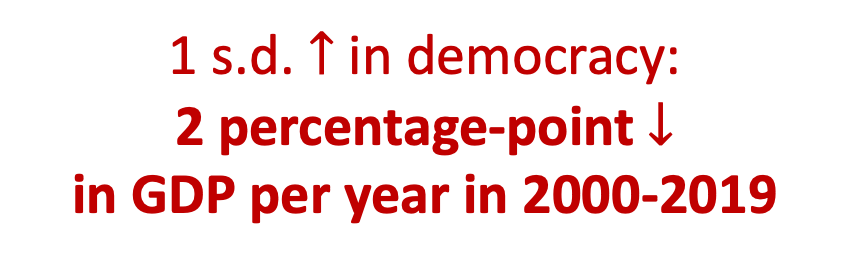 1 s.d. ↑ in democracy:
2 percentage-point ↓
in GDP per year in 2000-2019